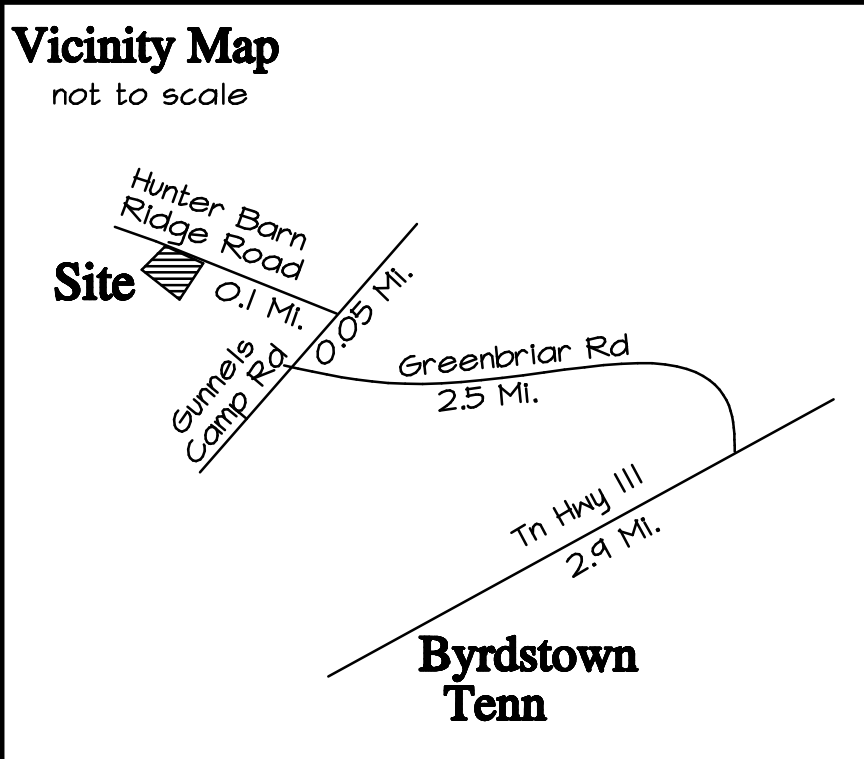 Vicinity Map
not to scale
Hunter Barn
Ridge Road
Site
0.1 Mi.
0.05 Mi.
Gunnels
Camp Rd
Greenbriar Rd
2.5 Mi.
Tn Hwy 111
2.9 Mi.
Byrdstown
Tenn